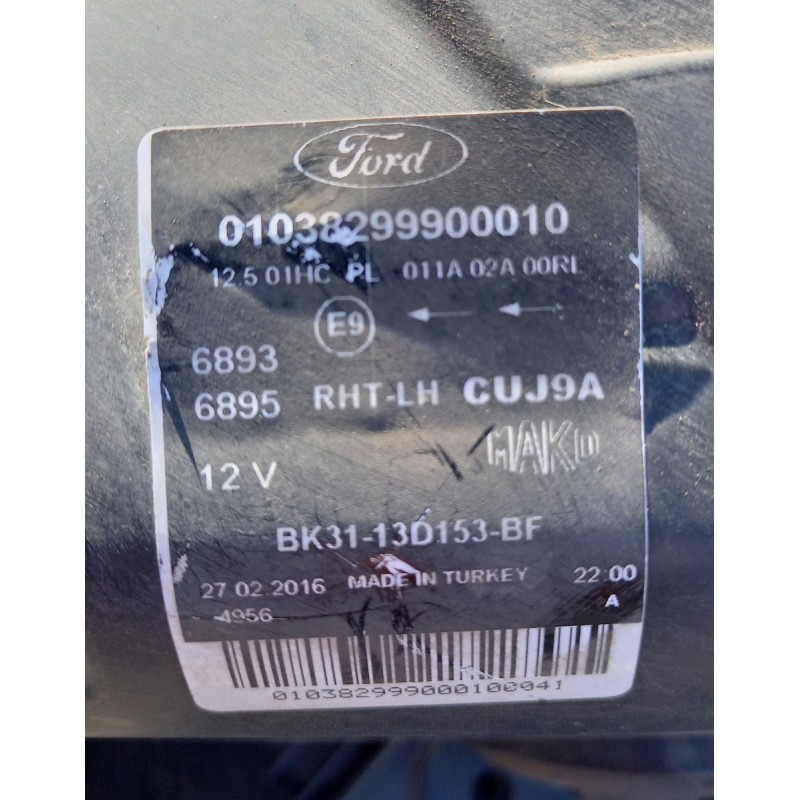 Ford
01038299900010
12.5 01HC PL 011A 02A 00RL
E9
6893
6895 RHT-LH CUJ9A
MAKO
12 V
BK31-13D153-BF
27.02.2016 MADE IN TURKEY 22:00
4956 A
010382999000100041